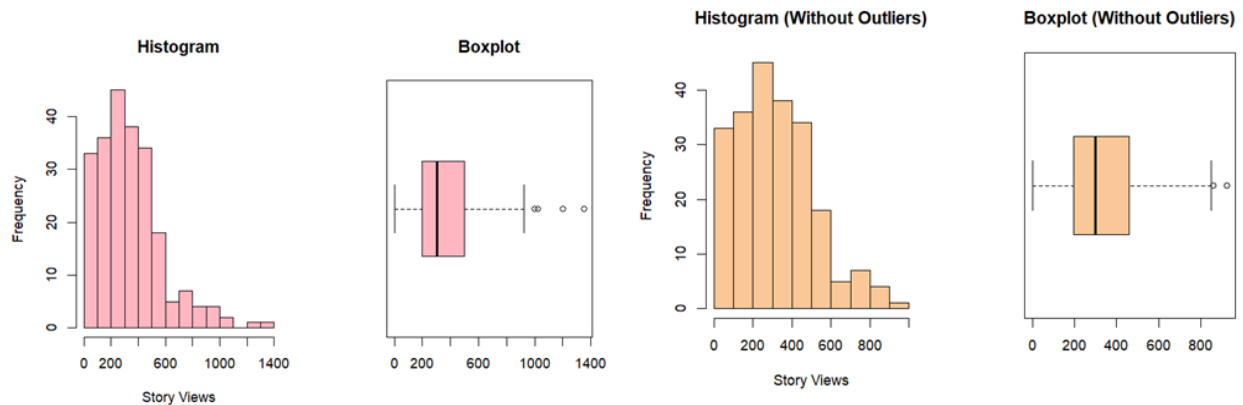 Histogram
Frequency
0
10
20
30
40
0 200 600 1000 1400
Story Views
Boxplot
0 200 600 1000 1400
Histogram (Without Outliers)
Frequency
0
10
20
30
40
0 200 400 600 800
Story Views
Boxplot (Without Outliers)
0 200 400 600 800